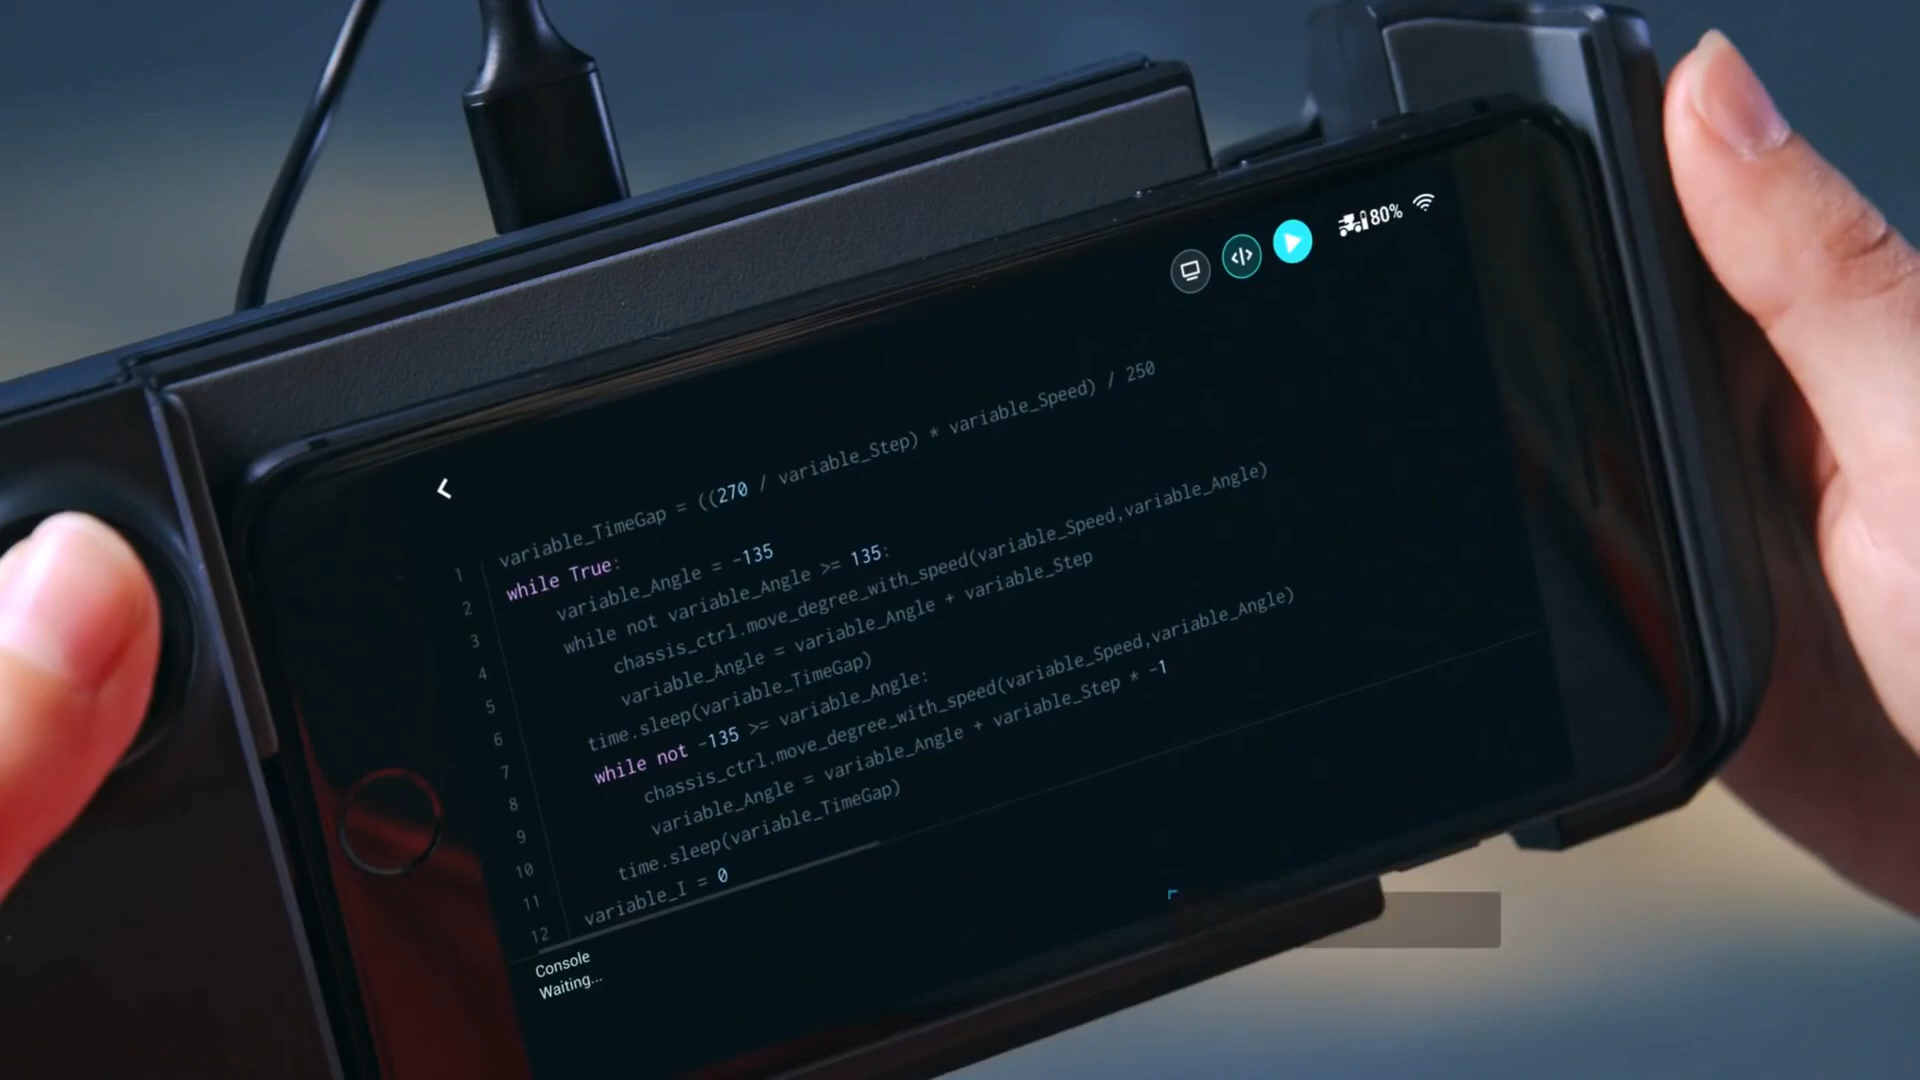 80%
variable_TimeGap = ((270 / variable_Step) * variable_Speed) / 250
1 while True:
2 variable_Angle = -135
3 while not variable_Angle >= 135:
4 chassis_ctrl.move_degree_with_speed(variable_Speed,variable_Angle)
5 variable_Angle = variable_Angle + variable_Step
6 time.sleep(variable_TimeGap)
7 while not -135 >= variable_Angle:
8 chassis_ctrl.move_degree_with_speed(variable_Speed,variable_Angle)
9 variable_Angle = variable_Angle + variable_Step * -1
10 time.sleep(variable_TimeGap)
11 variable_I = 0
12
Console
Waiting...